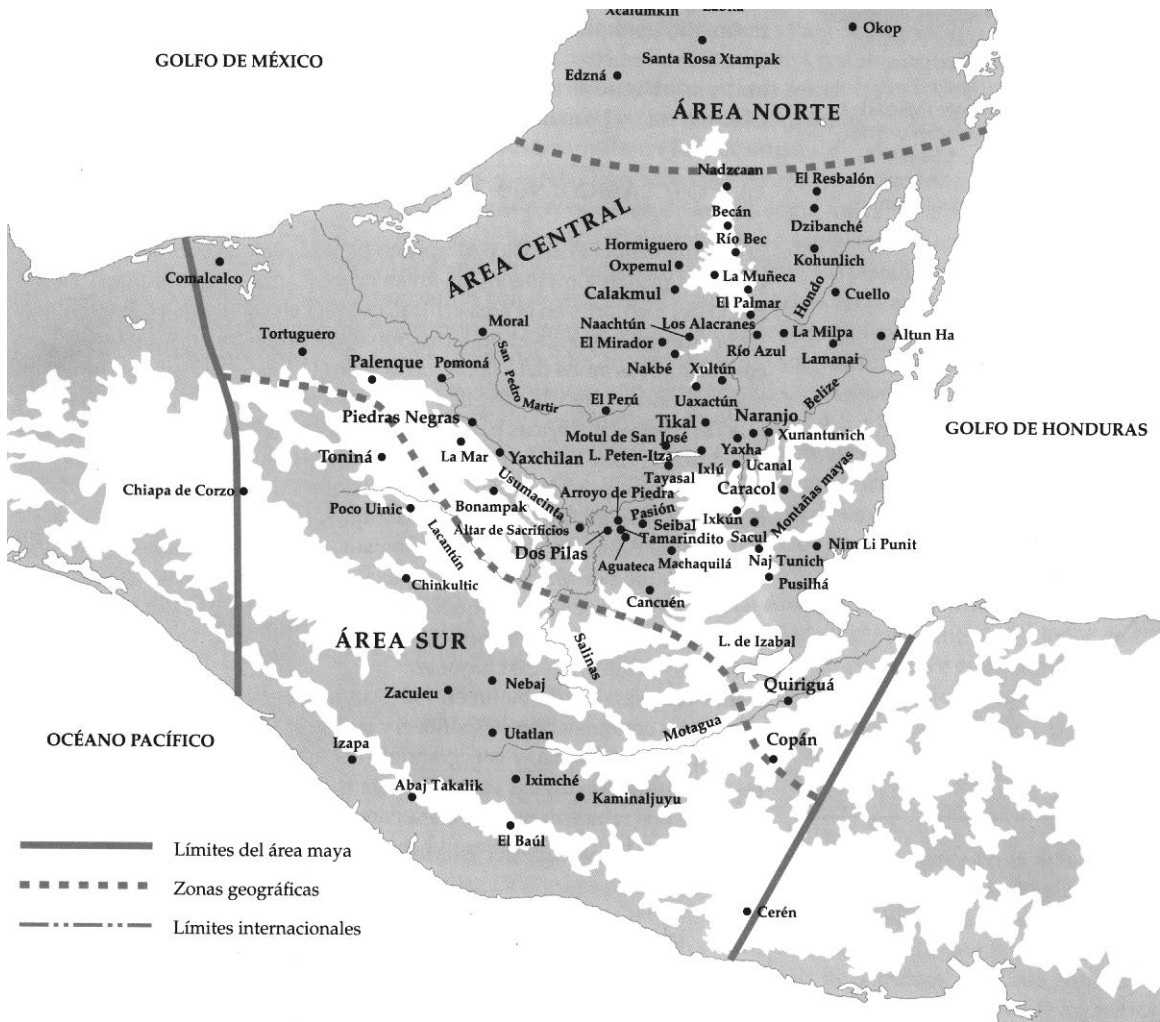 Xcalumkin
Labná
Okop
GOLFO DE MÉXICO
Santa Rosa Xtampak
Edzná
ÁREA NORTE
Nadzcaan
El Resbalón
Becán
Dzibanché
ÁREA CENTRAL
Hormiguero
Río Bec
Kohunlich
Oxpemul
La Muñeca
Comalcalco
Calakmul
El Palmar
Hondo
Cuello
Moral
Naachtún
Los Alacranes
La Milpa
Altun Ha
Tortuguero
El Mirador
Río Azul
Lamanai
San Pedro Martir
Palenque
Pomoná
Nakbé
Xultún
Uaxactún
Belize
El Perú
Piedras Negras
Tikal
Naranjo
GOLFO DE HONDURAS
Motul de San José
Xunantunich
Toniná
La Mar
Yaxchilan
L. Peten-Itza
Yaxha
Ixlú
Ucanal
Tayasal
Chiapa de Corzo
Usumacinta
Arroyo de Piedra
Caracol
Montañas mayas
Poco Uinic
Bonampak
Pasión
Altar de Sacrificios
Seibal
Ixkún
Lacantún
Tamarindito
Sacul
Nim Li Punit
Dos Pilas
Aguateca
Machaquilá
Naj Tunich
Chinkultic
Pusilhá
Cancuén
ÁREA SUR
Salinas
L. de Izabal
Zaculeu
Nebaj
Quiriguá
OCÉANO PACÍFICO
Utatlan
Motagua
Izapa
Copán
Abaj Takalik
Iximché
Kaminaljuyu
El Baúl
Límites del área maya
Zonas geográficas
Cerén
Límites internacionales